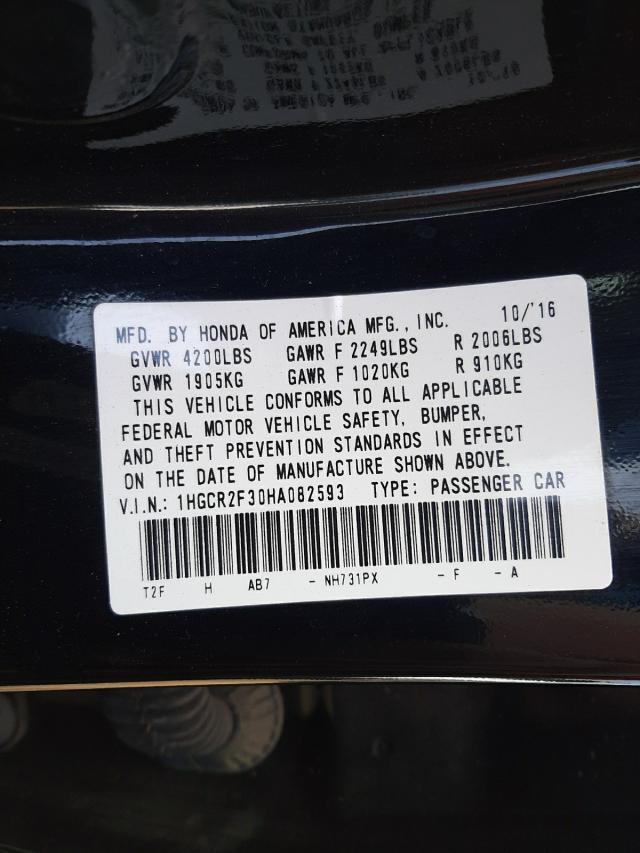 MFD. BY HONDA OF AMERICA MFG., INC. 10/'16
GVWR 4200LBS GAWR F 2249LBS R 2006LBS
GVWR 1905KG GAWR F 1020KG R 910KG
THIS VEHICLE CONFORMS TO ALL APPLICABLE
FEDERAL MOTOR VEHICLE SAFETY, BUMPER,
AND THEFT PREVENTION STANDARDS IN EFFECT
ON THE DATE OF MANUFACTURE SHOWN ABOVE.
V.I.N.: 1HGCR2F30HA082593 TYPE: PASSENGER CAR
T2F H AB7 - NH731PX - F - A